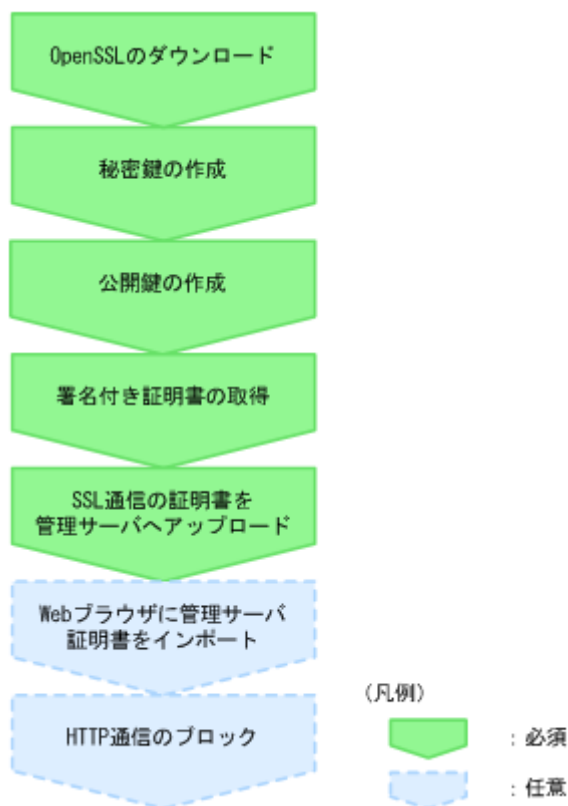 OpenSSLのダウンロード
秘密鍵の作成
公開鍵の作成
署名付き証明書の取得
SSL通信の証明書を
管理サーバへアップロード
Webブラウザに管理サーバ
証明書をインポート
HTTP通信のブロック
(凡例)
：必須
：任意